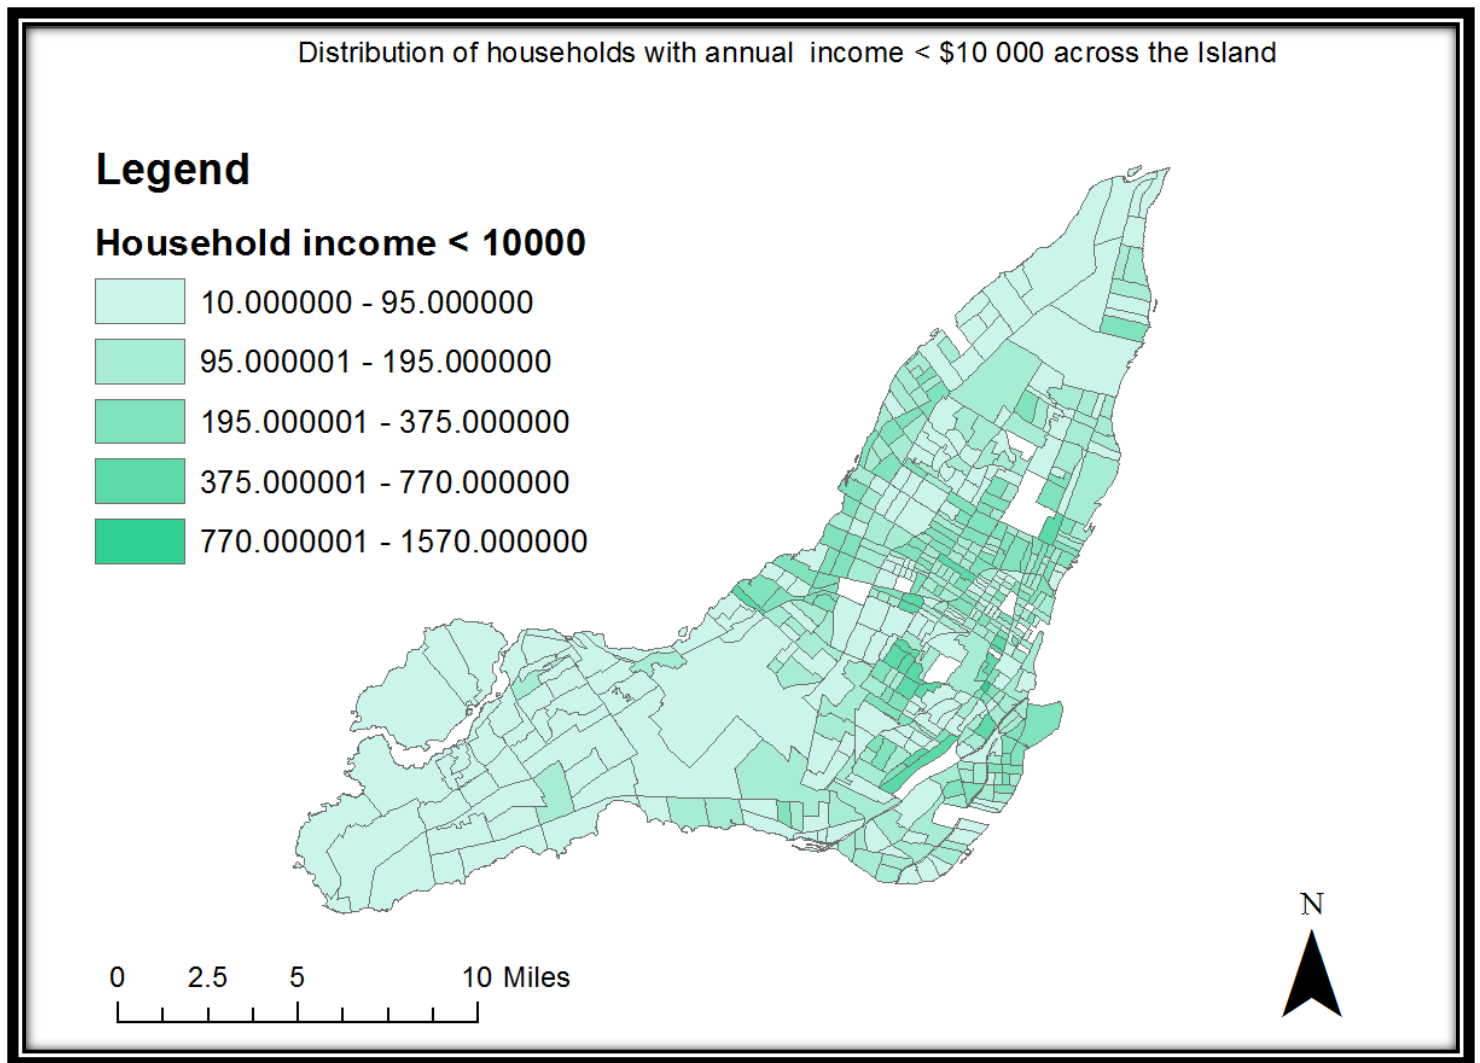 Distribution of households with annual  income < $10 000 across the Island
Legend
Household income < 10000
10.000000 - 95.000000
95.000001 - 195.000000
195.000001 - 375.000000
375.000001 - 770.000000
770.000001 - 1570.000000
N
0 2.5 5 10 Miles